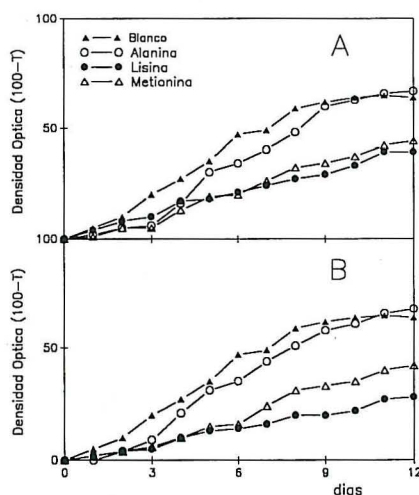 100
Blanco
Alanina
Lisina
Metionina
A
50
Densidad Optica (100-T)
100
B
50
Densidad Optica (100-T)
0
0
3
6
9
12
dias